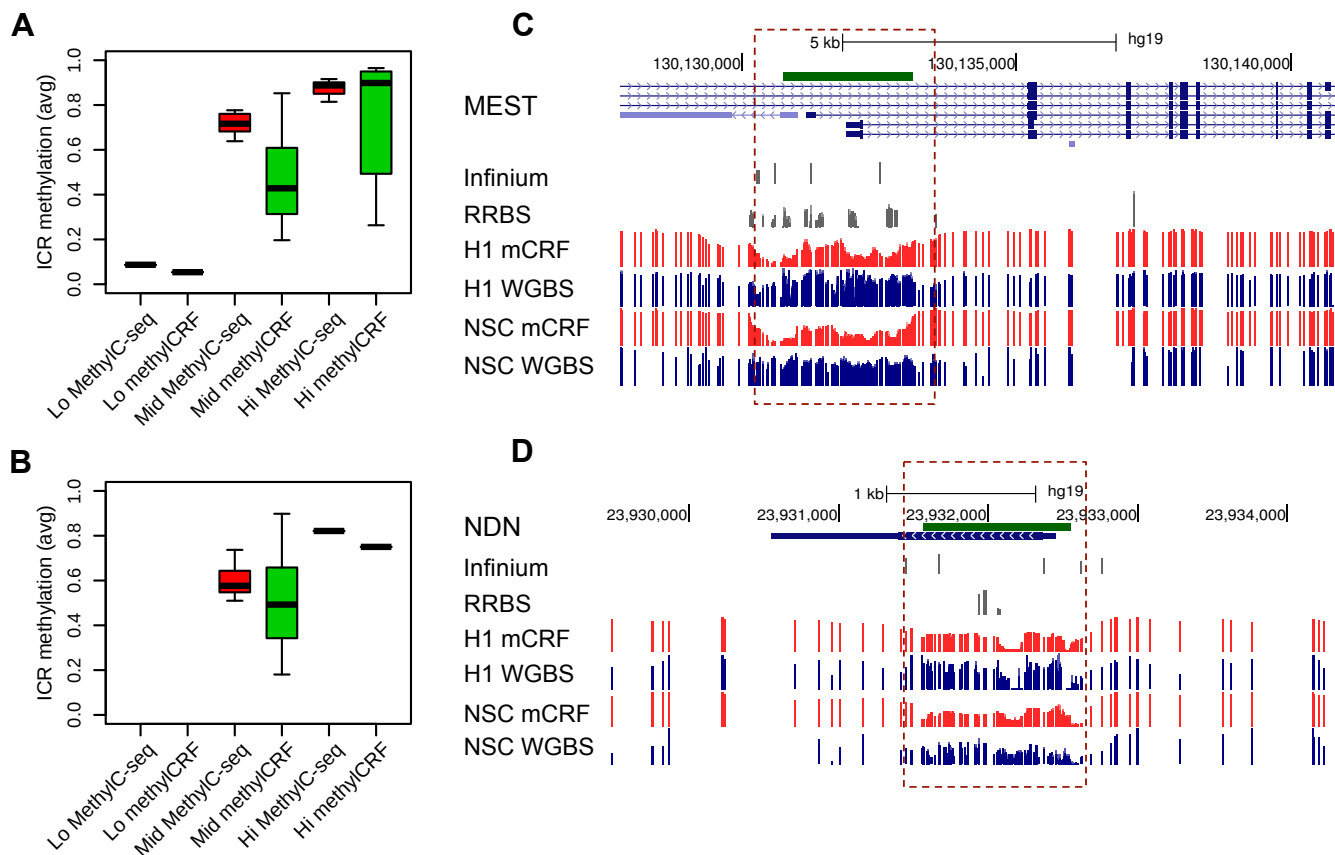 A
ICR methylation (avg)
1.0
0.8
0.6
0.4
0.2
0.0
Lo MethylC-seq
Lo methylCRF
Mid MethylC-seq
Mid methylCRF
Hi MethylC-seq
Hi methylCRF
B
ICR methylation (avg)
1.0
0.8
0.6
0.4
0.2
0.0
Lo MethylC-seq
Lo methylCRF
Mid MethylC-seq
Mid methylCRF
Hi MethylC-seq
Hi methylCRF
C
5 kb hg19
130,130,000 130,135,000 130,140,000
MEST
Infinium
RRBS
H1 mCRF
H1 WGBS
NSC mCRF
NSC WGBS
D
1 kb hg19
23,930,000 23,931,000 23,932,000 23,933,000 23,934,000
NDN
Infinium
RRBS
H1 mCRF
H1 WGBS
NSC mCRF
NSC WGBS